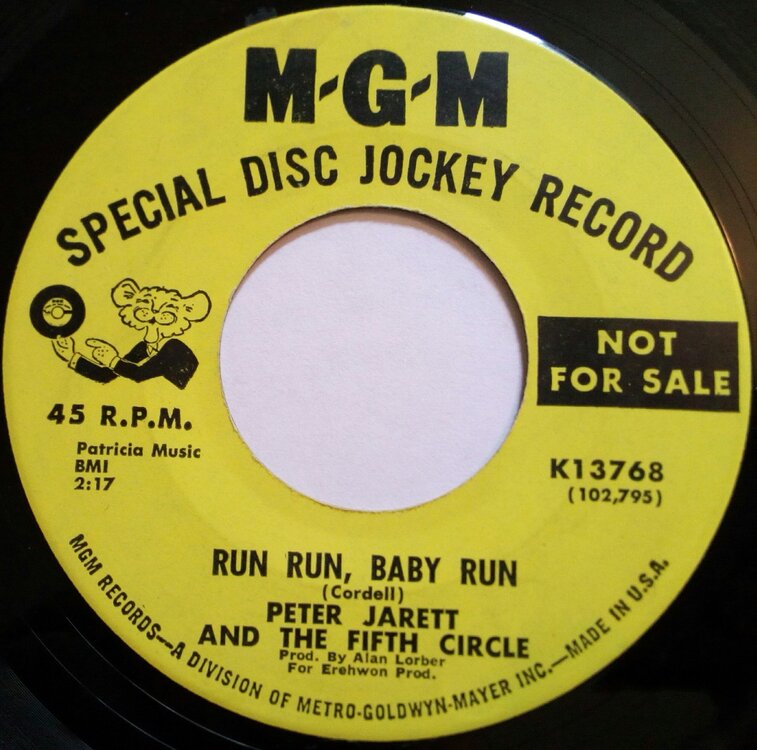 M-G-M
SPECIAL DISC JOCKEY RECORD
NOT
FOR SALE
45 R.P.M.
Patricia Music
BMI
2:17
K13768
(102,795)
RUN RUN, BABY RUN
(Cordell)
PETER JARETT
AND THE FIFTH CIRCLE
Prod. By Alan Lorber
For Erehwon Prod.
MGM RECORDS—A DIVISION OF METRO-GOLDWYN-MAYER INC.—MADE IN U.S.A.